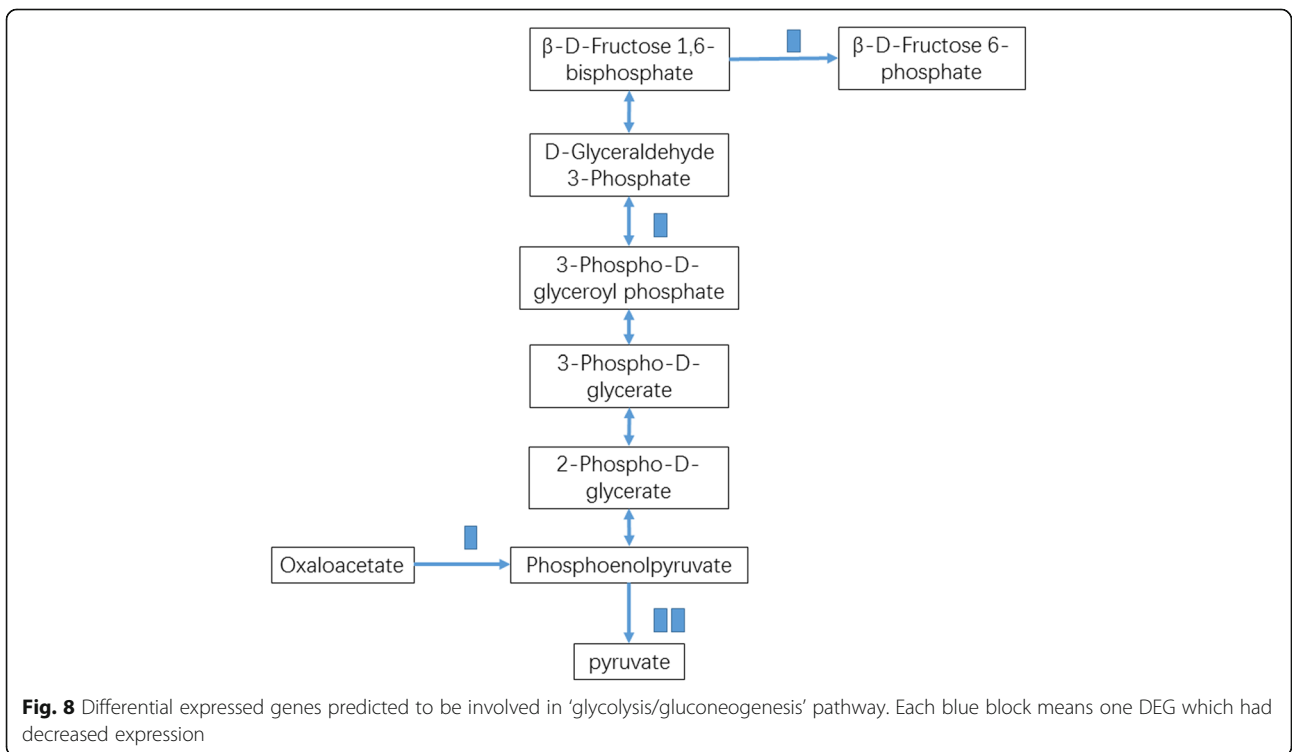 β-D-Fructose 1,6-
bisphosphate
β-D-Fructose 6-
phosphate
D-Glyceraldehyde
3-Phosphate
3-Phospho-D-
glyceroyl phosphate
3-Phospho-D-
glycerate
2-Phospho-D-
glycerate
Oxaloacetate
Phosphoenolpyruvate
pyruvate
Fig. 8 Differential expressed genes predicted to be involved in ‘glycolysis/gluconeogenesis’ pathway. Each blue block means one DEG which had
decreased expression